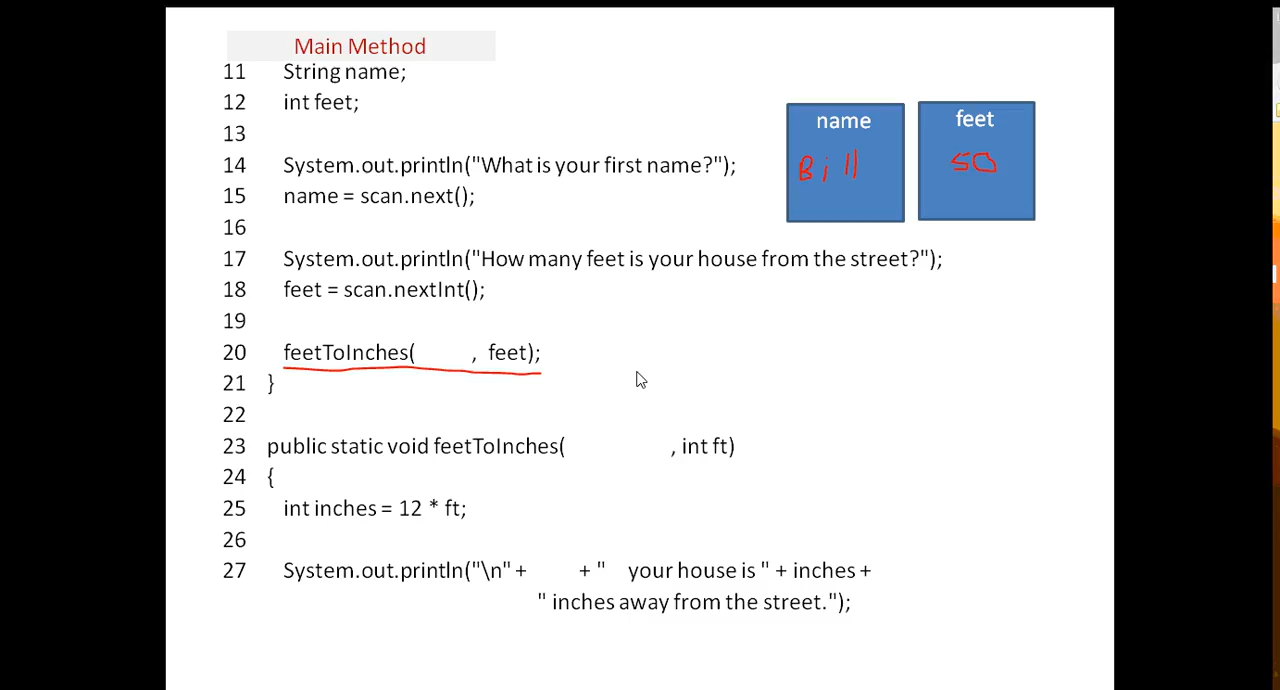 Main Method
11 String name;
12 int feet;
13
14 System.out.println("What is your first name?");
15 name = scan.next();
16
17 System.out.println("How many feet is your house from the street?");
18 feet = scan.nextInt();
19
20 feetToInches( , feet);
21 }
22
23 public static void feetToInches( , int ft)
24 {
25 int inches = 12 * ft;
26
27 System.out.println("\n" + + " your house is " + inches +
" inches away from the street.");
name
Bill
feet
50